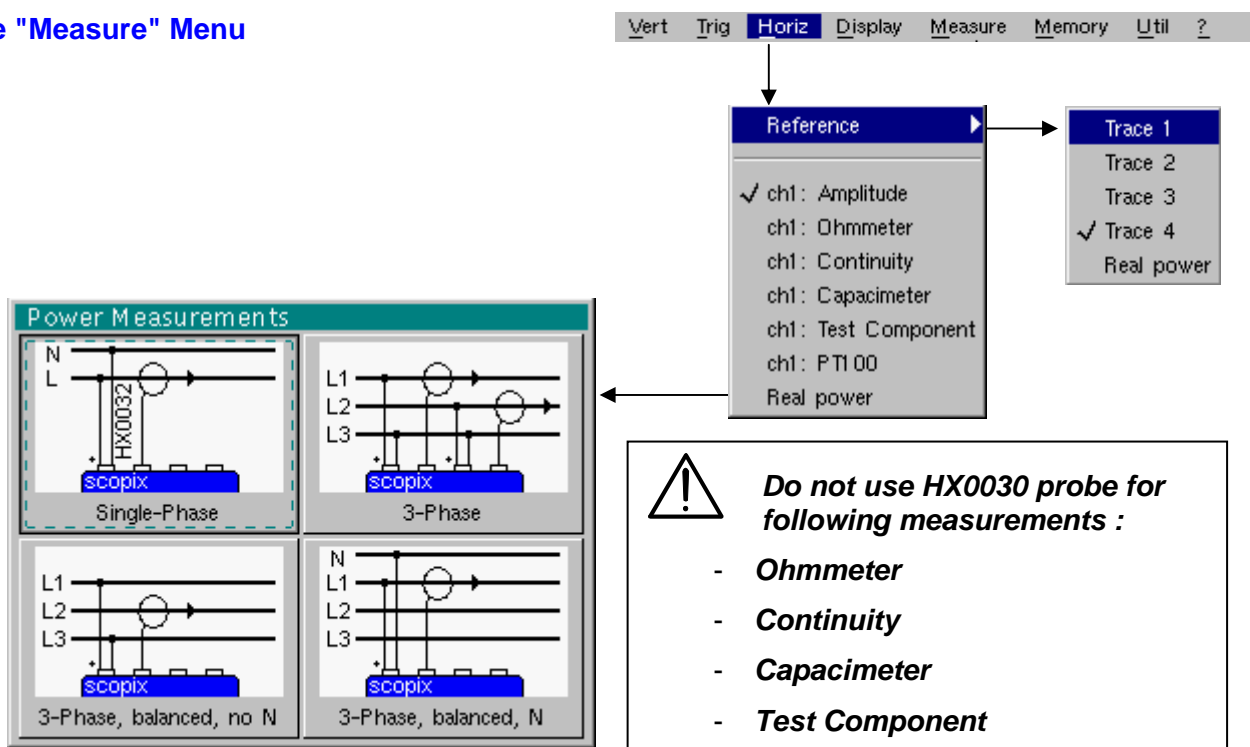 e "Measure" Menu
Vert Trig Horiz Display Measure Memory Util ?
Reference
✓ ch1: Amplitude
ch1: Ohmmeter
ch1: Continuity
ch1: Capacimeter
ch1: Test Component
ch1: PT100
Real power
Trace 1
Trace 2
Trace 3
✓ Trace 4
Real power
Power Measurements
N
L
HX0032
+
scopix
Single-Phase
L1
L2
L3
+ +
scopix
3-Phase
L1
L2
L3
+
scopix
3-Phase, balanced, no N
N
L1
L2
L3
+
scopix
3-Phase, balanced, N
Do not use HX0030 probe for
following measurements :
- Ohmmeter
- Continuity
- Capacimeter
- Test Component